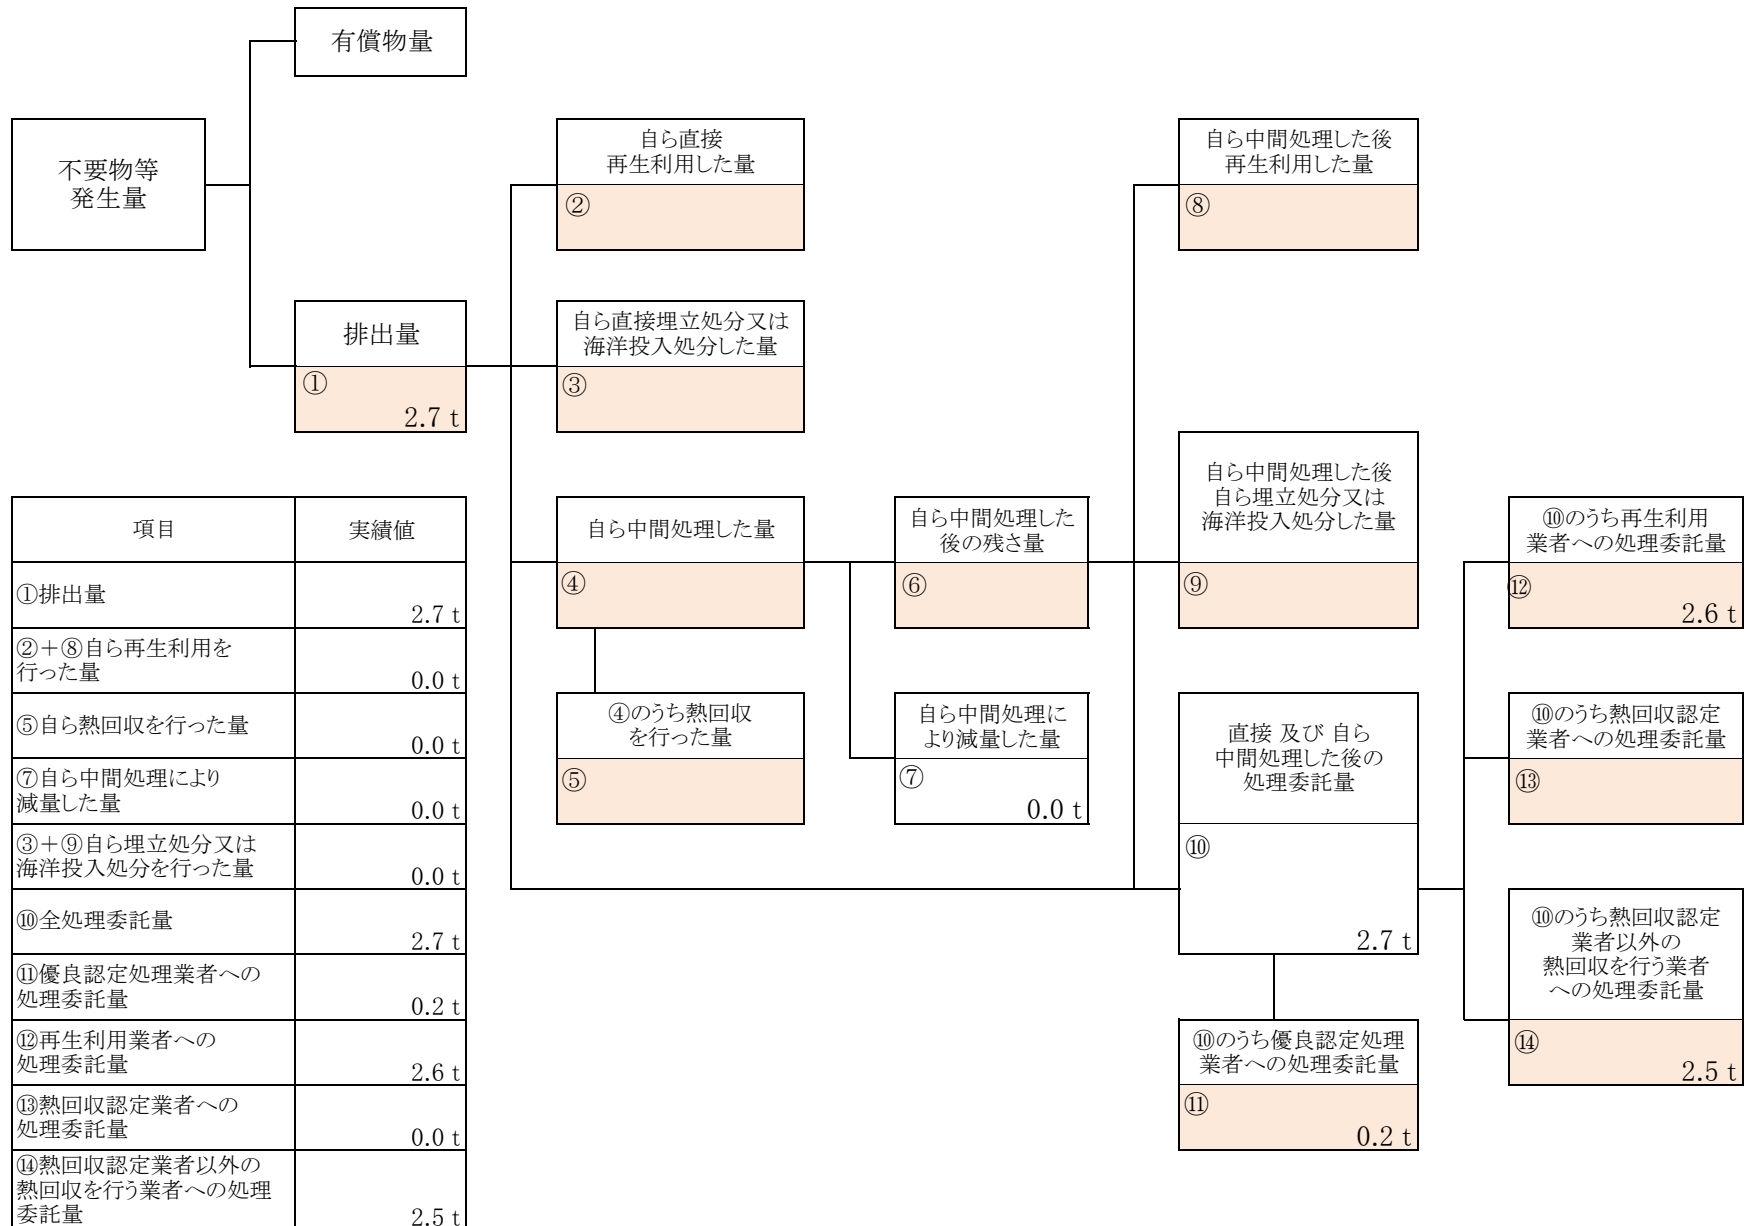 有償物量
不要物等
発生量
自ら直接
再生利用した量
②
自ら中間処理した後
再生利用した量
⑧
排出量
①
2.7 t
自ら直接埋立処分又は
海洋投入処分した量
③
自ら中間処理した量
④
自ら中間処理した
後の残さ量
⑥
自ら中間処理した後
自ら埋立処分又は
海洋投入処分した量
⑨
⑩のうち再生利用
業者への処理委託量
⑫
2.6 t
④のうち熱回収
を行った量
⑤
自ら中間処理に
より減量した量
⑦
0.0 t
直接 及び 自ら
中間処理した後の
処理委託量
⑩
2.7 t
⑩のうち熱回収認定
業者への処理委託量
⑬
⑩のうち熱回収認定
業者以外の
熱回収を行う業者
への処理委託量
⑭
2.5 t
⑩のうち優良認定処理
業者への処理委託量
⑪
0.2 t
項目 実績値
①排出量
2.7 t
②+⑧自ら再生利用を
行った量
0.0 t
⑤自ら熱回収を行った量
0.0 t
⑦自ら中間処理により
減量した量
0.0 t
③+⑨自ら埋立処分又は
海洋投入処分を行った量
0.0 t
⑩全処理委託量
2.7 t
⑪優良認定処理業者への
処理委託量
0.2 t
⑫再生利用業者への
処理委託量
2.6 t
⑬熱回収認定業者への
処理委託量
0.0 t
⑭熱回収認定業者以外の
熱回収を行う業者への処理
委託量
2.5 t